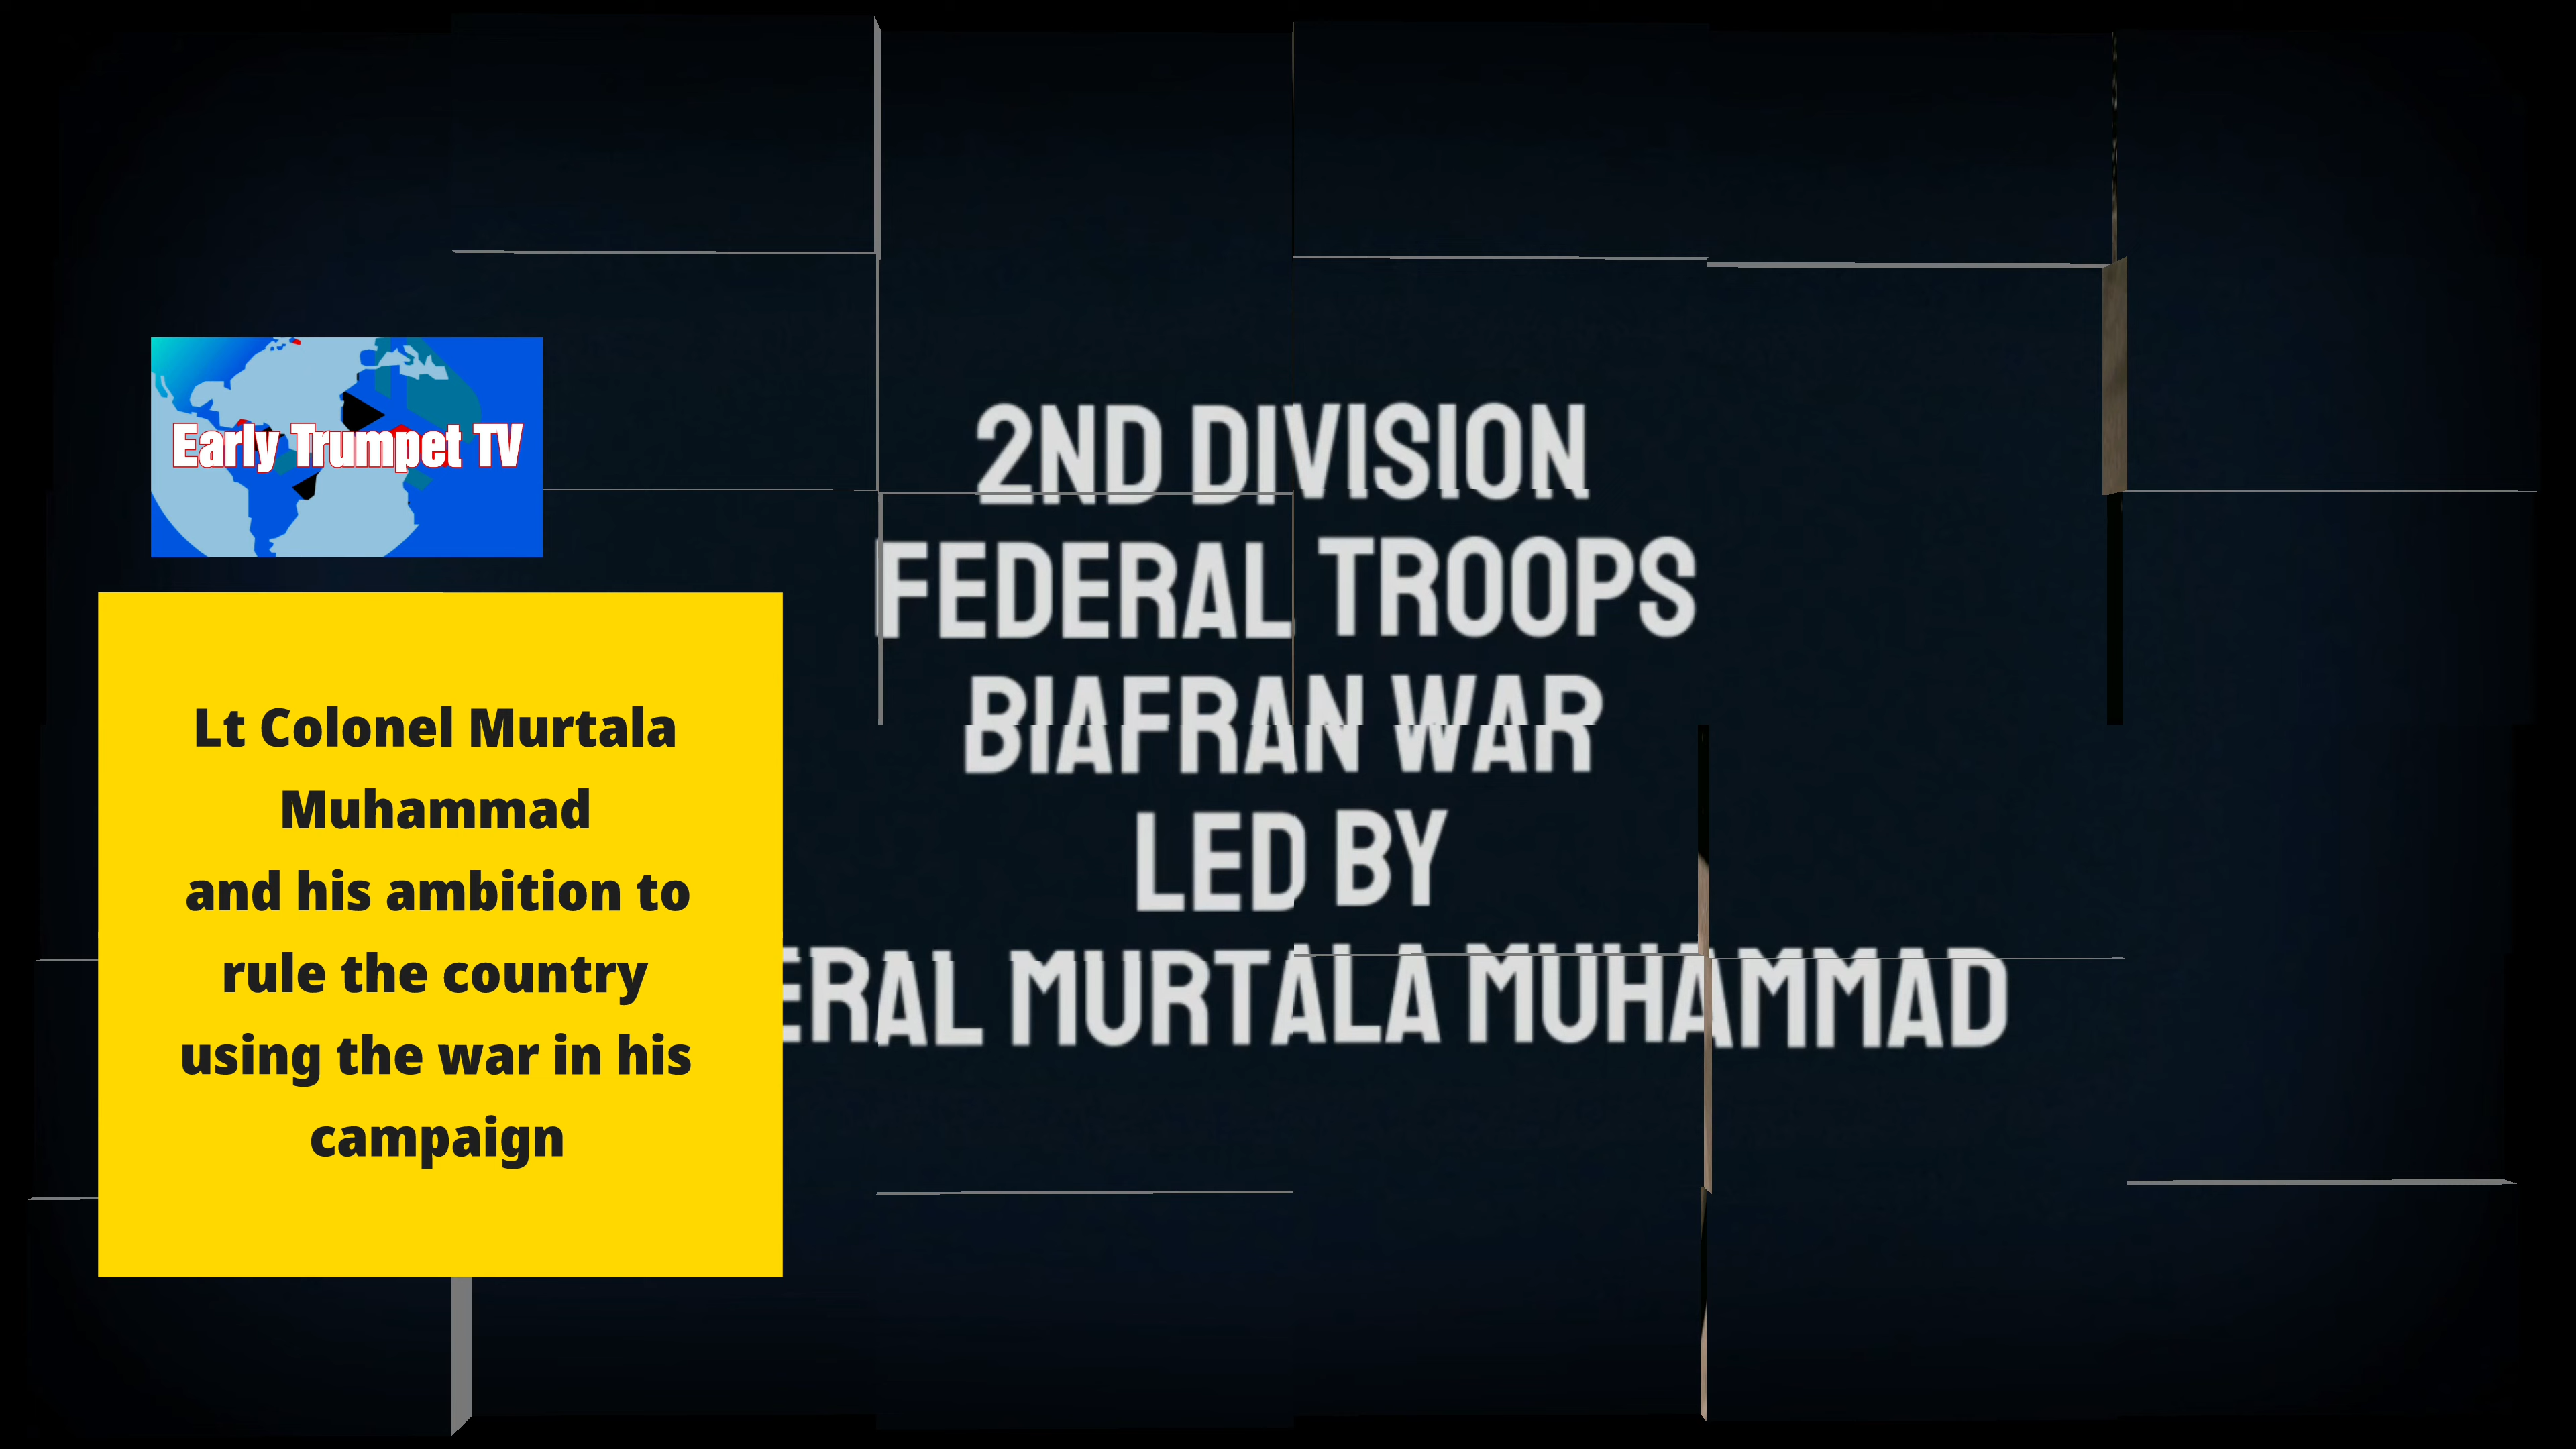 Early Trumpet TV
Lt Colonel Murtala
Muhammad
and his ambition to
rule the country
using the war in his
campaign
2ND DIVISION
FEDERAL TROOPS
BIAFRAN WAR
LED BY
ERAL MURTALA MUHAMMAD